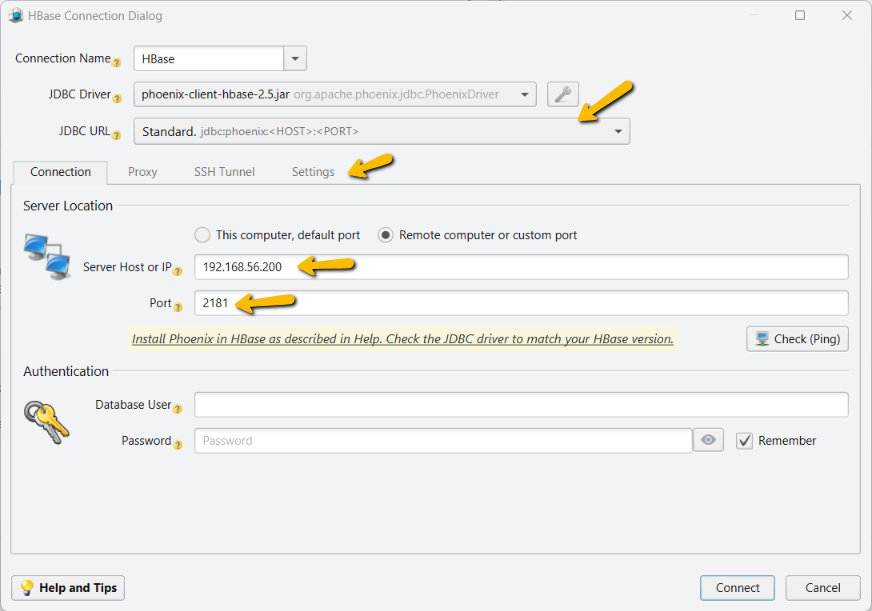 HBase Connection Dialog
Connection Name
HBase
JDBC Driver
phoenix-client-hbase-2.5.jar org.apache.phoenix.jdbc.PhoenixDriver
JDBC URL
Standard. jdbc:phoenix:<HOST>:<PORT>
Connection Proxy SSH Tunnel Settings
Server Location
This computer, default port Remote computer or custom port
Server Host or IP 192.168.56.200
Port 2181
Install Phoenix in HBase as described in Help. Check the JDBC driver to match your HBase version.
Check (Ping)
Authentication
Database User
Password Password Remember
Help and Tips Connect Cancel